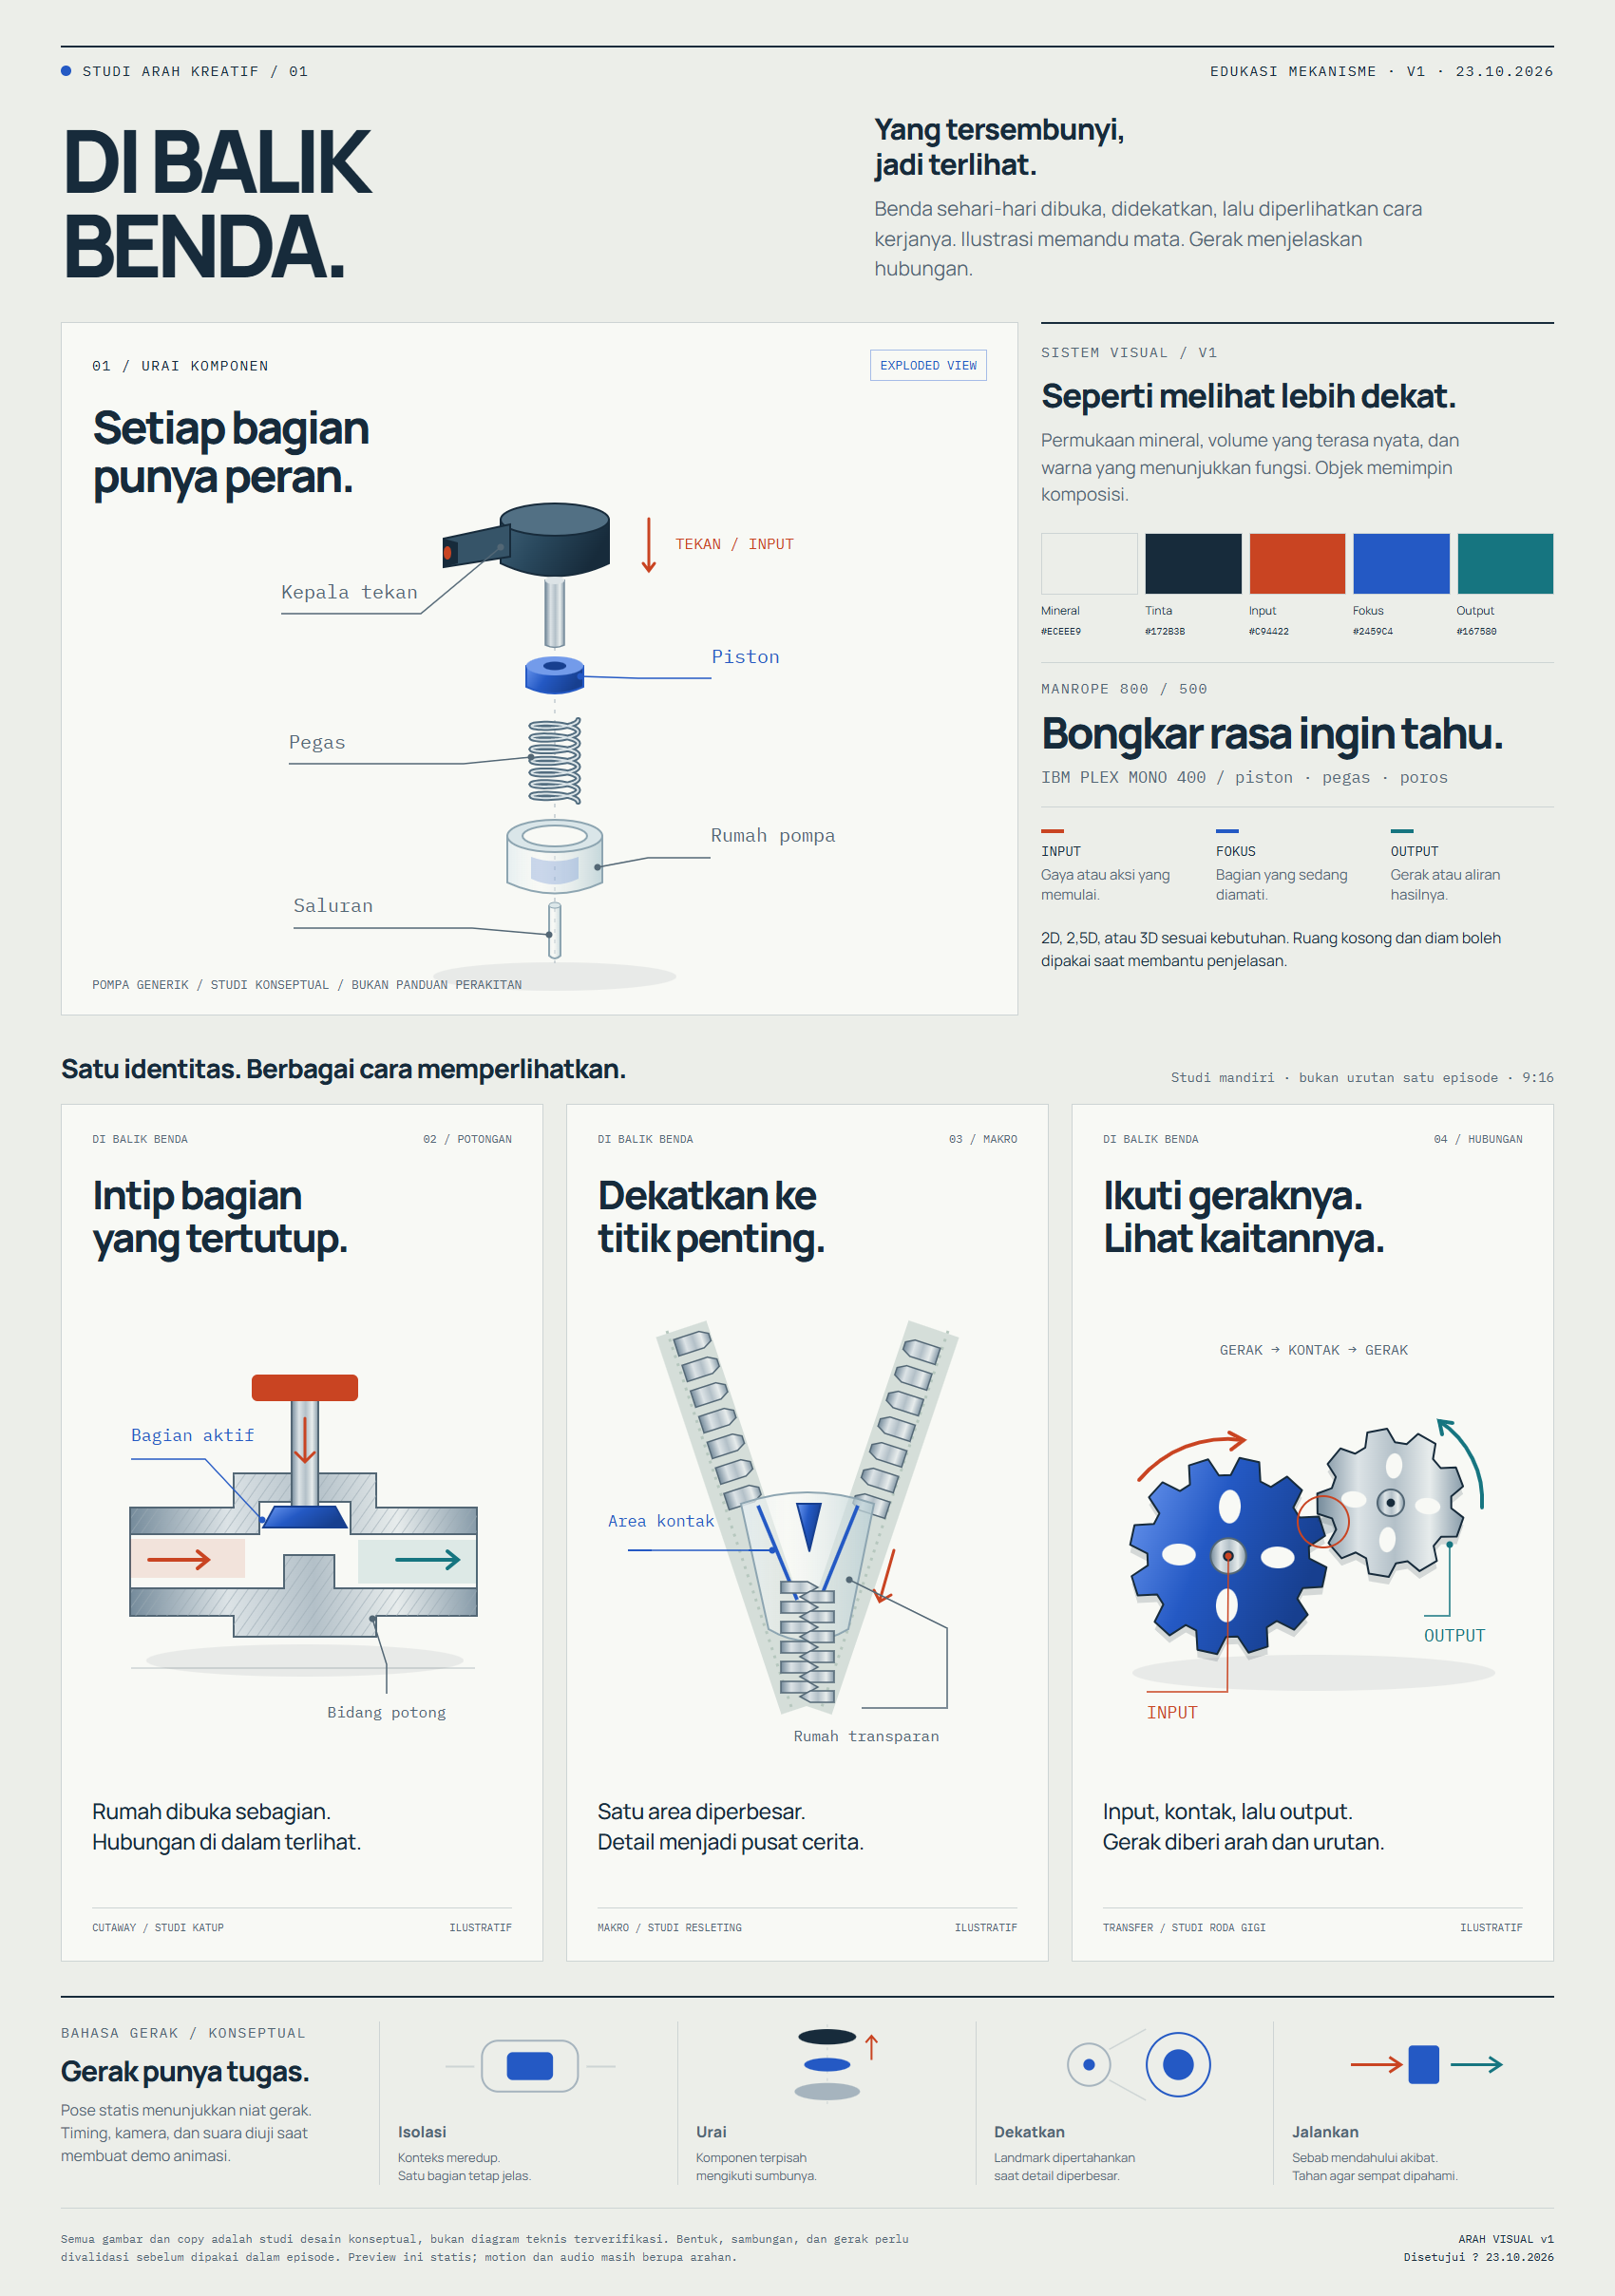 STUDI ARAH KREATIF / 01
EDUKASI MEKANISME · V1 · 23.10.2026
DI BALIK
BENDA.
Yang tersembunyi,
jadi terlihat.
Benda sehari-hari dibuka, didekatkan, lalu diperlihatkan cara
kerjanya. Ilustrasi memandu mata. Gerak menjelaskan
hubungan.
01 / URAI KOMPONEN
EXPLODED VIEW
Setiap bagian
punya peran.
TEKAN / INPUT
Kepala tekan
Piston
Pegas
Rumah pompa
Saluran
POMPA GENERIK / STUDI KONSEPTUAL / BUKAN PANDUAN PERAKITAN
SISTEM VISUAL / V1
Seperti melihat lebih dekat.
Permukaan mineral, volume yang terasa nyata, dan
warna yang menunjukkan fungsi. Objek memimpin
komposisi.
Mineral
#ECEEE9
Tinta
#172B3B
Input
#C94422
Fokus
#2459C4
Output
#167580
MANROPE 800 / 500
Bongkar rasa ingin tahu.
IBM PLEX MONO 400 / piston · pegas · poros
INPUT
Gaya atau aksi yang
memulai.
FOKUS
Bagian yang sedang
diamati.
OUTPUT
Gerak atau aliran
hasilnya.
2D, 2,5D, atau 3D sesuai kebutuhan. Ruang kosong dan diam boleh
dipakai saat membantu penjelasan.
Satu identitas. Berbagai cara memperlihatkan.
Studi mandiri · bukan urutan satu episode · 9:16
DI BALIK BENDA
02 / POTONGAN
Intip bagian
yang tertutup.
Bagian aktif
Bidang potong
Rumah dibuka sebagian.
Hubungan di dalam terlihat.
CUTAWAY / STUDI KATUP
ILUSTRATIF
DI BALIK BENDA
03 / MAKRO
Dekatkan ke
titik penting.
Area kontak
Rumah transparan
Satu area diperbesar.
Detail menjadi pusat cerita.
MAKRO / STUDI RESLETING
ILUSTRATIF
DI BALIK BENDA
04 / HUBUNGAN
Ikuti geraknya.
Lihat kaitannya.
GERAK → KONTAK → GERAK
OUTPUT
INPUT
Input, kontak, lalu output.
Gerak diberi arah dan urutan.
TRANSFER / STUDI RODA GIGI
ILUSTRATIF
BAHASA GERAK / KONSEPTUAL
Gerak punya tugas.
Pose statis menunjukkan niat gerak.
Timing, kamera, dan suara diuji saat
membuat demo animasi.
Isolasi
Konteks meredup.
Satu bagian tetap jelas.
Urai
Komponen terpisah
mengikuti sumbunya.
Dekatkan
Landmark dipertahankan
saat detail diperbesar.
Jalankan
Sebab mendahului akibat.
Tahan agar sempat dipahami.
Semua gambar dan copy adalah studi desain konseptual, bukan diagram teknis terverifikasi. Bentuk, sambungan, dan gerak perlu
divalidasi sebelum dipakai dalam episode. Preview ini statis; motion dan audio masih berupa arahan.
ARAH VISUAL v1
Disetujui ? 23.10.2026